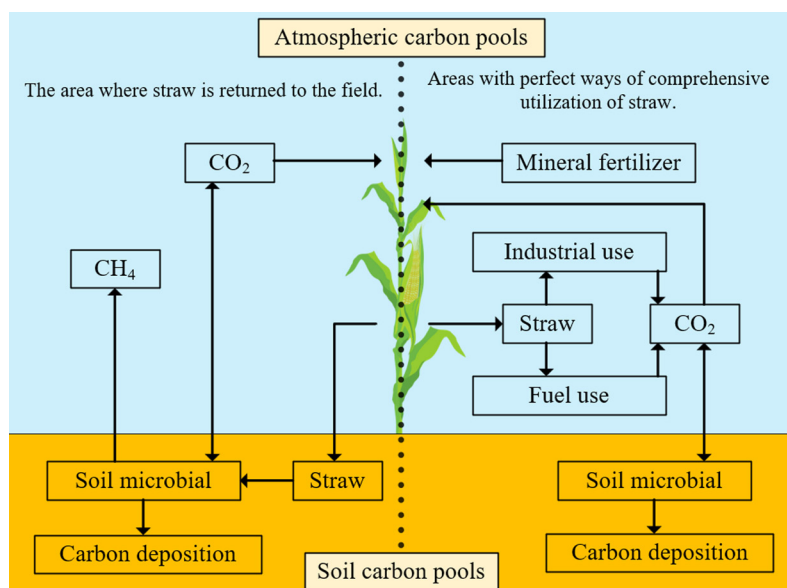 Atmospheric carbon pools
The area where straw is returned to the field.
Areas with perfect ways of comprehensive
utilization of straw.
CO₂
Mineral fertilizer
CH₄
Industrial use
Straw
CO₂
Fuel use
Soil microbial
Straw
Soil microbial
Carbon deposition
Carbon deposition
Soil carbon pools